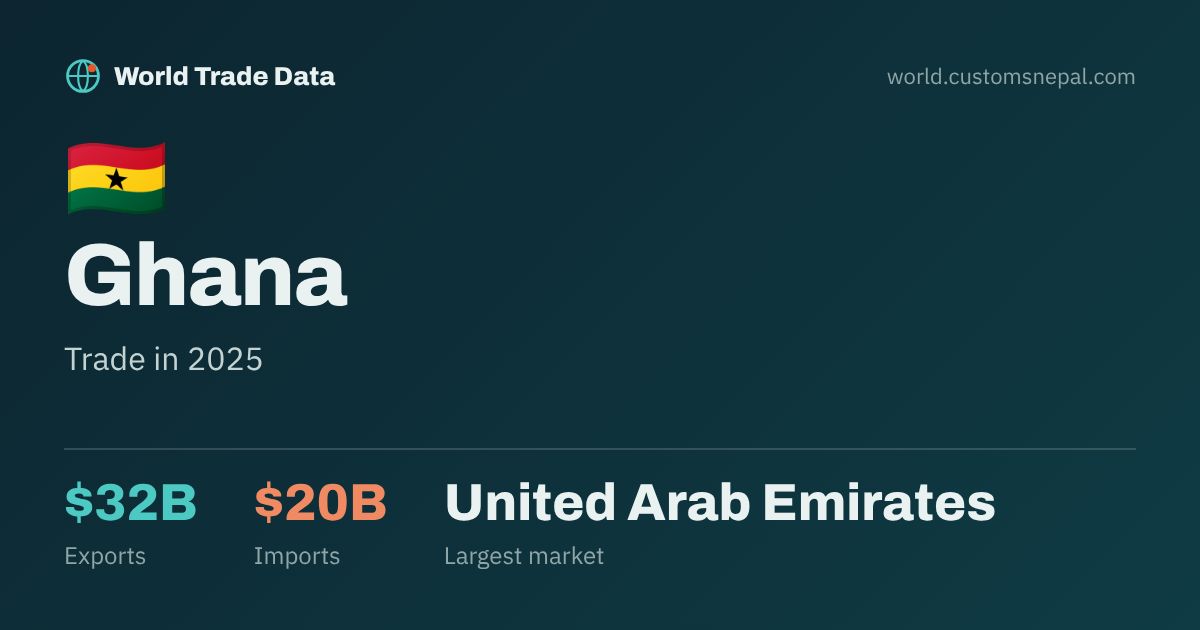 World Trade Data
world.customsnepal.com
Ghana
Trade in 2025
$32B
Exports
$20B
Imports
United Arab Emirates
Largest market